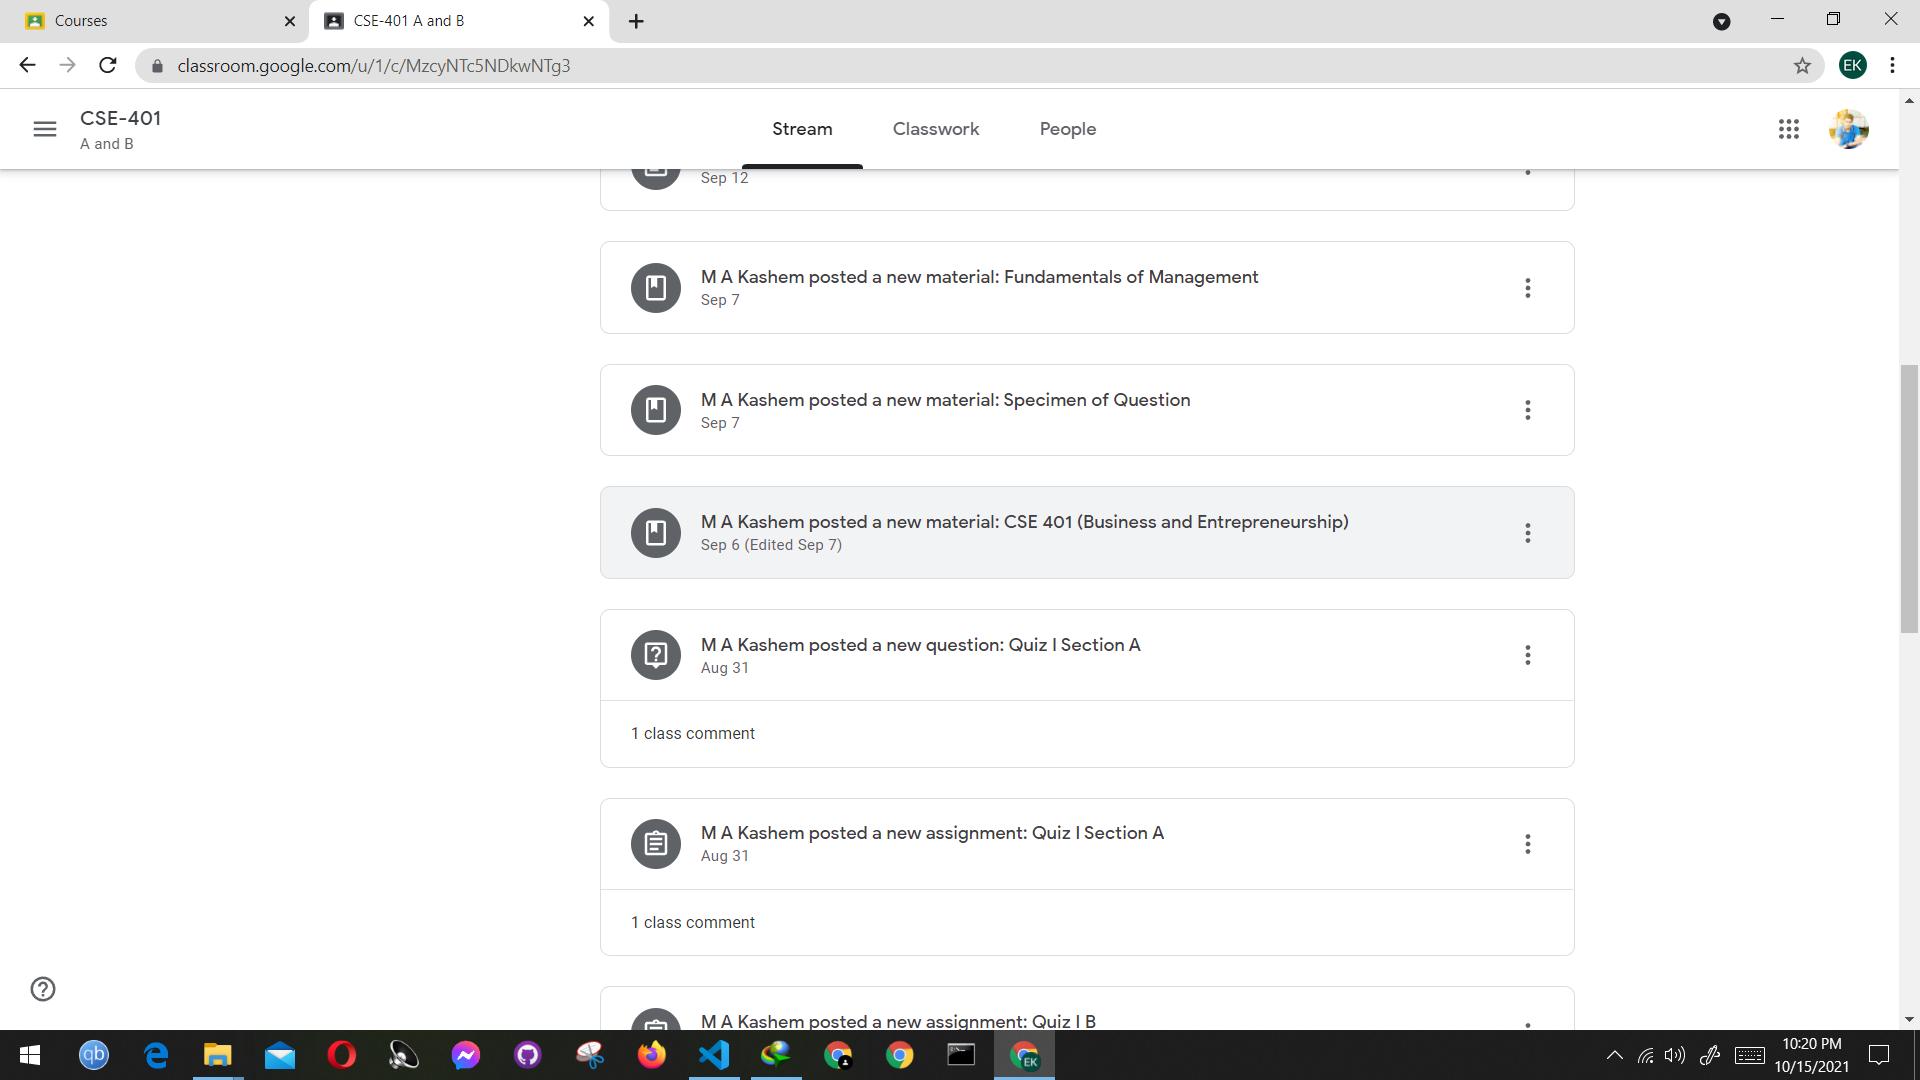 Courses
CSE-401 A and B
classroom.google.com/u/1/c/MzcyNTc5NDkwNTg3
EK
CSE-401
A and B
Stream
Classwork
People
Sep 12
M A Kashem posted a new material: Fundamentals of Management
Sep 7
M A Kashem posted a new material: Specimen of Question
Sep 7
M A Kashem posted a new material: CSE 401 (Business and Entrepreneurship)
Sep 6 (Edited Sep 7)
M A Kashem posted a new question: Quiz I Section A
Aug 31
1 class comment
M A Kashem posted a new assignment: Quiz I Section A
Aug 31
1 class comment
M A Kashem posted a new assignment: Quiz I B
qb
EK
10:20 PM
10/15/2021